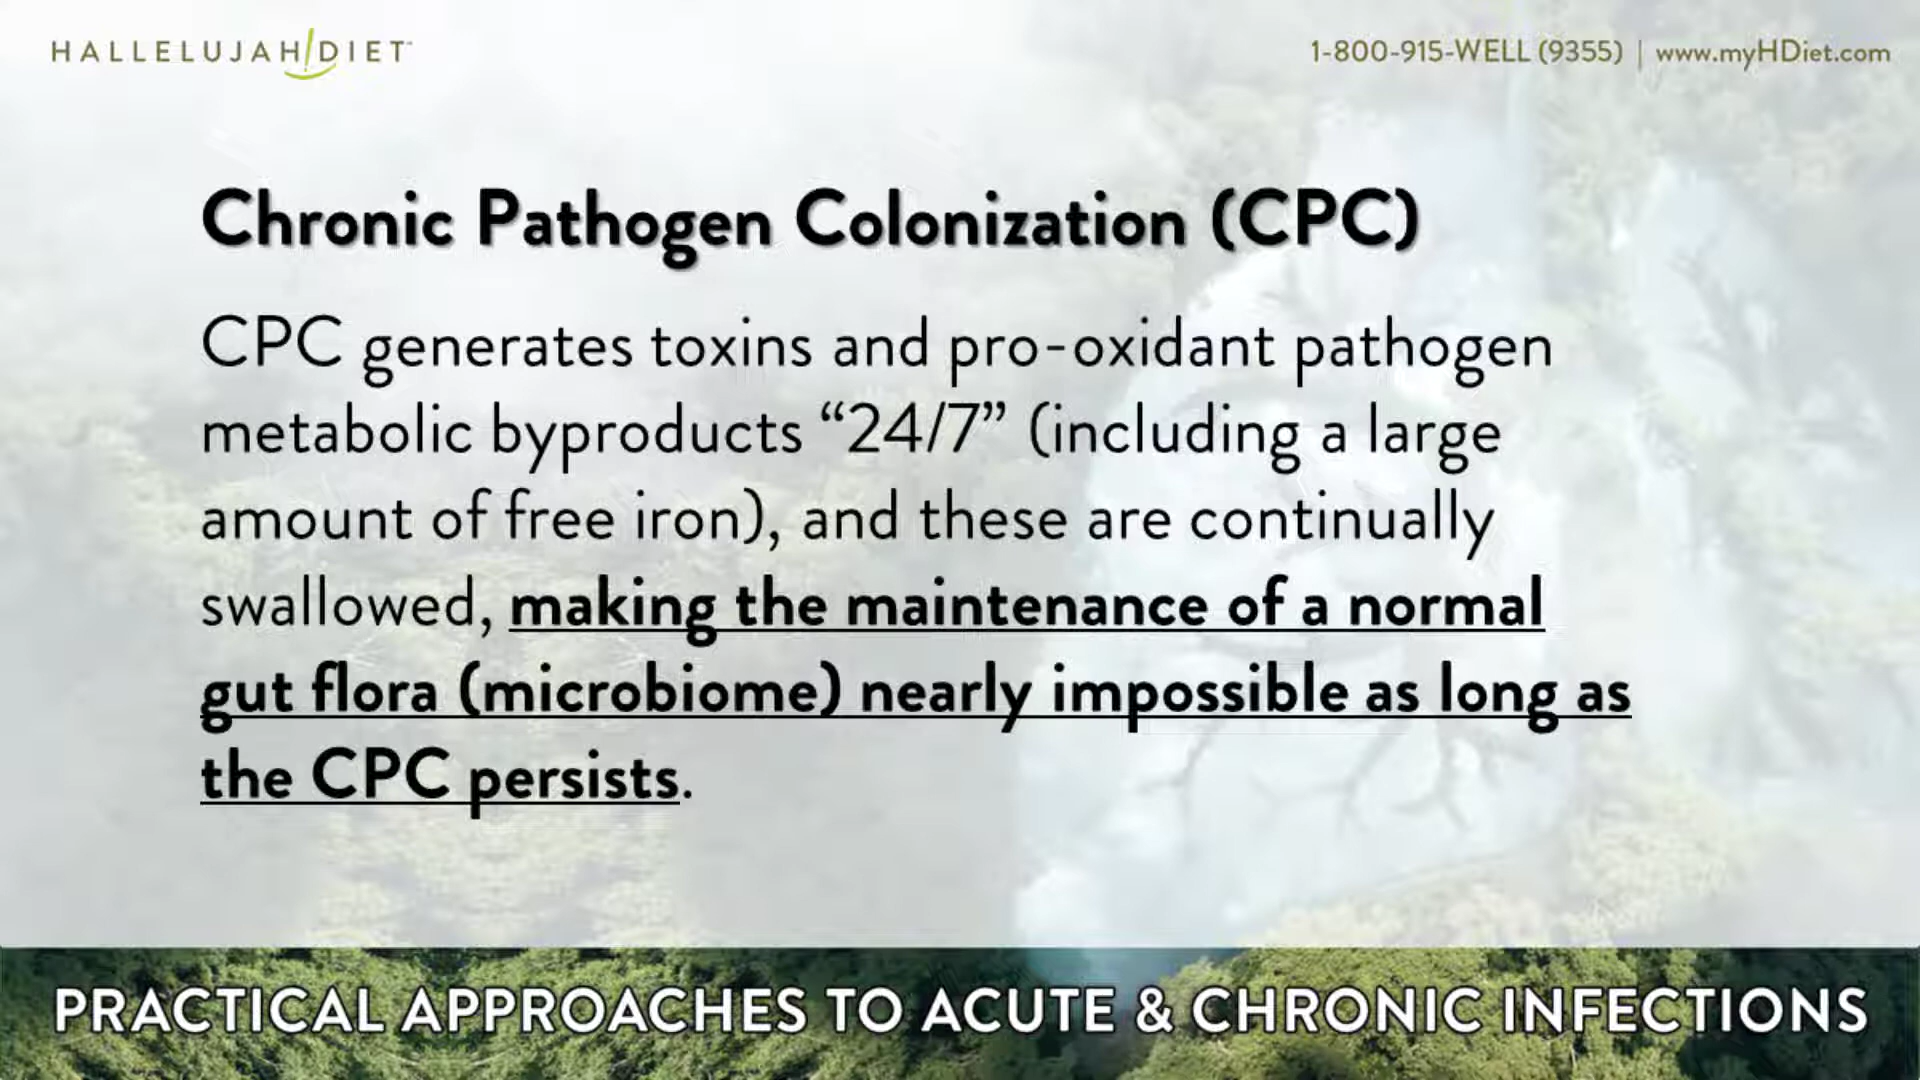 HALLELUJAH DIET™
1-800-915-WELL (9355) | www.myHDiet.com
Chronic Pathogen Colonization (CPC)
CPC generates toxins and pro-oxidant pathogen
metabolic byproducts “24/7” (including a large
amount of free iron), and these are continually
swallowed, making the maintenance of a normal
gut flora (microbiome) nearly impossible as long as
the CPC persists.
PRACTICAL APPROACHES TO ACUTE & CHRONIC INFECTIONS